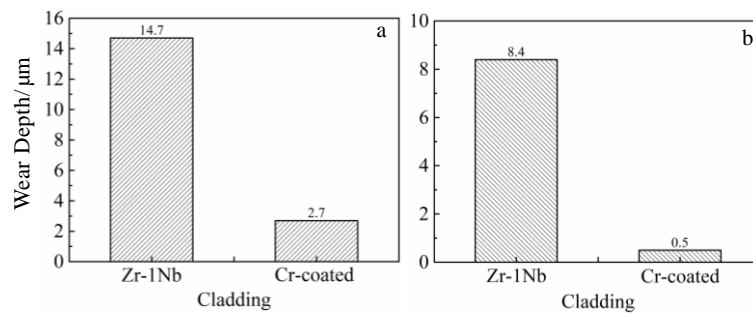 a
Wear Depth/μm
16
14
12
10
8
6
4
2
0
14.7
2.7
Zr-1Nb Cr-coated
Cladding
b
10
8
6
4
2
0
8.4
0.5
Zr-1Nb Cr-coated
Cladding